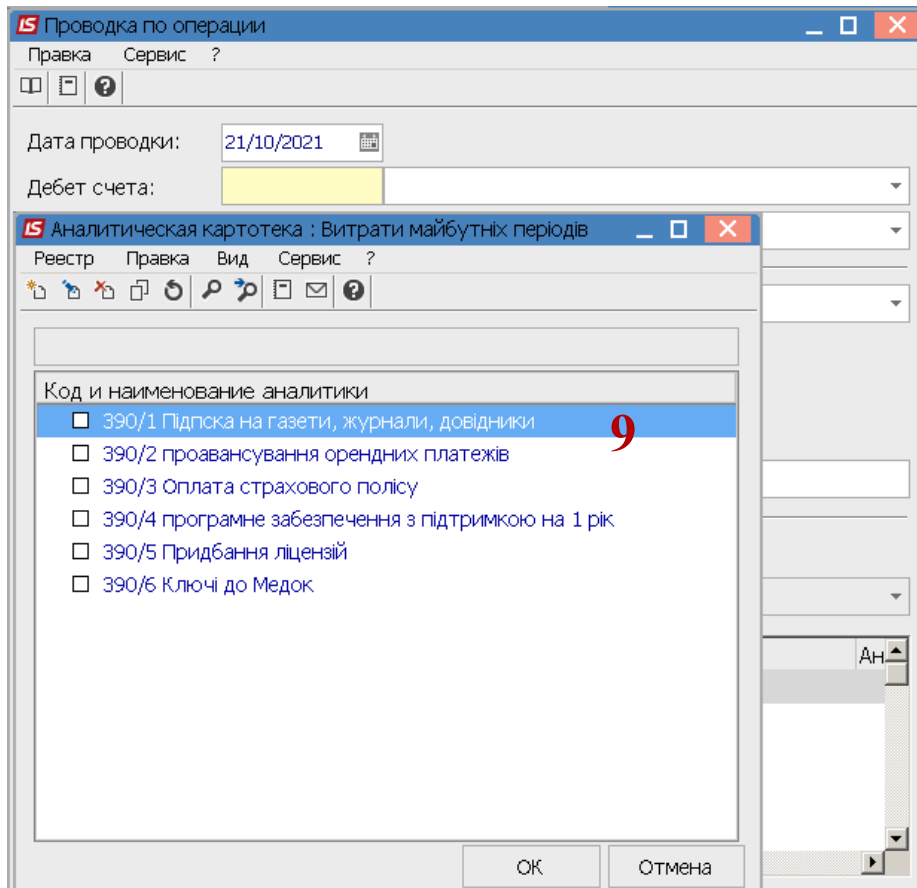 Проводка по операции
Правка Сервис ?
Дата проводки: 21/10/2021
Дебет счета:
Аналитическая картотека : Витрати майбутніх періодів
Реестр Правка Вид Сервис ?
Код и наименование аналитики
390/1 Підпска на газети, журнали, довідники 9
390/2 проавансування орендних платежів
390/3 Оплата страхового полісу
390/4 програмне забезпечення з підтримкою на 1 рік
390/5 Придбання ліцензій
390/6 Ключі до Медок
Ан
ОК Отмена